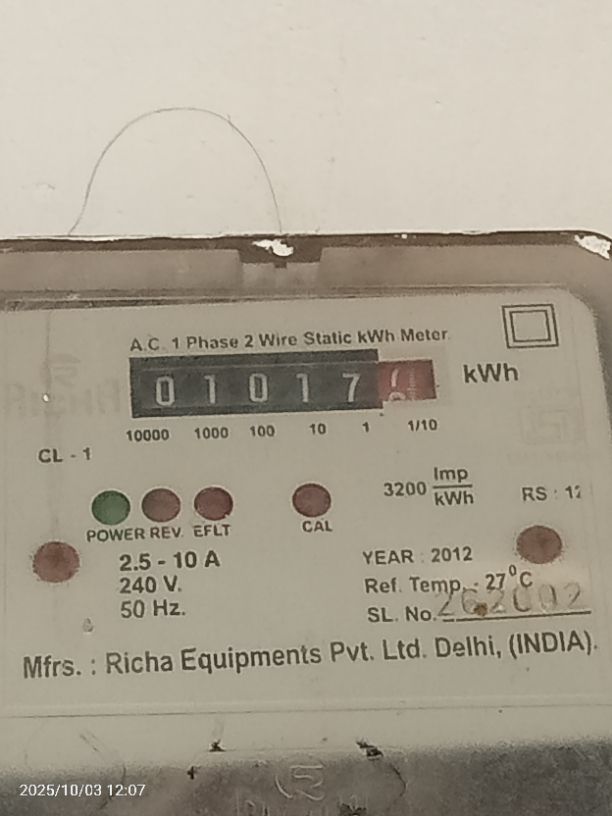 A.C. 1 Phase 2 Wire Static kWh Meter.
01017 kWh
10000 1000 100 10 1 1/10
CL - 1
3200 Imp/kWh
RS : 12
POWER REV. EFLT CAL
2.5 - 10 A
YEAR : 2012
240 V.
Ref. Temp. : 27°C
50 Hz.
SL. No.
Mfrs. : Richa Equipments Pvt. Ltd. Delhi, (INDIA).
2025/10/03 12:07